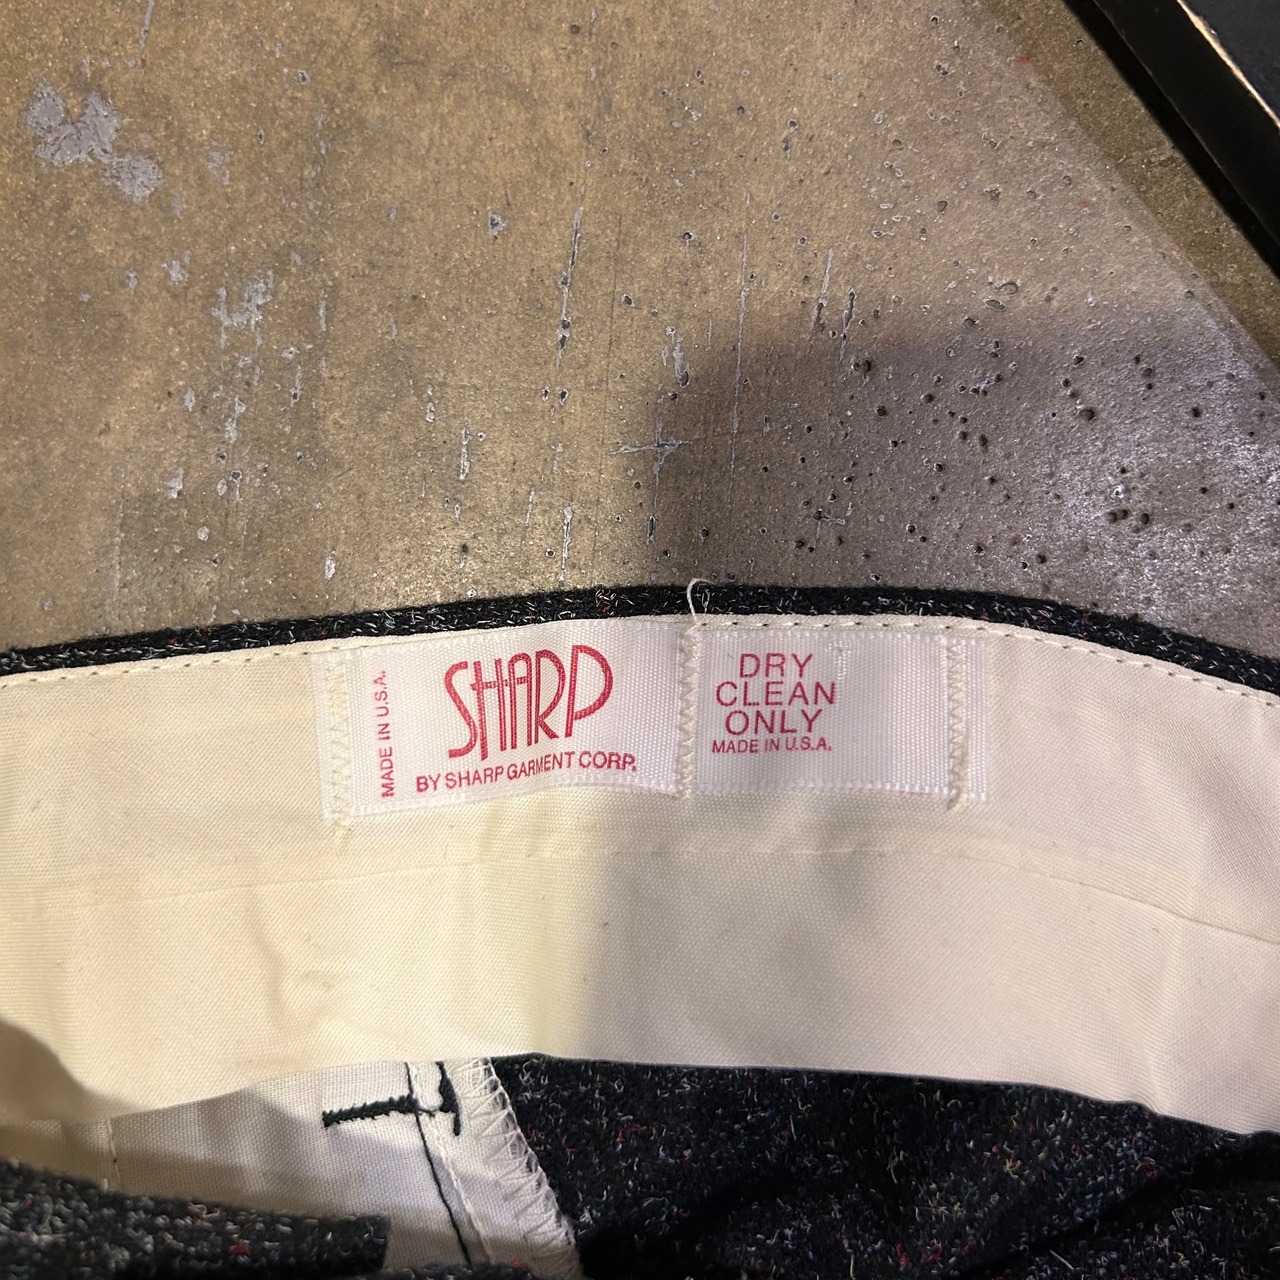 MADE IN U.S.A.
SHARP
BY SHARP GARMENT CORP.
DRY
CLEAN
ONLY
MADE IN U.S.A.